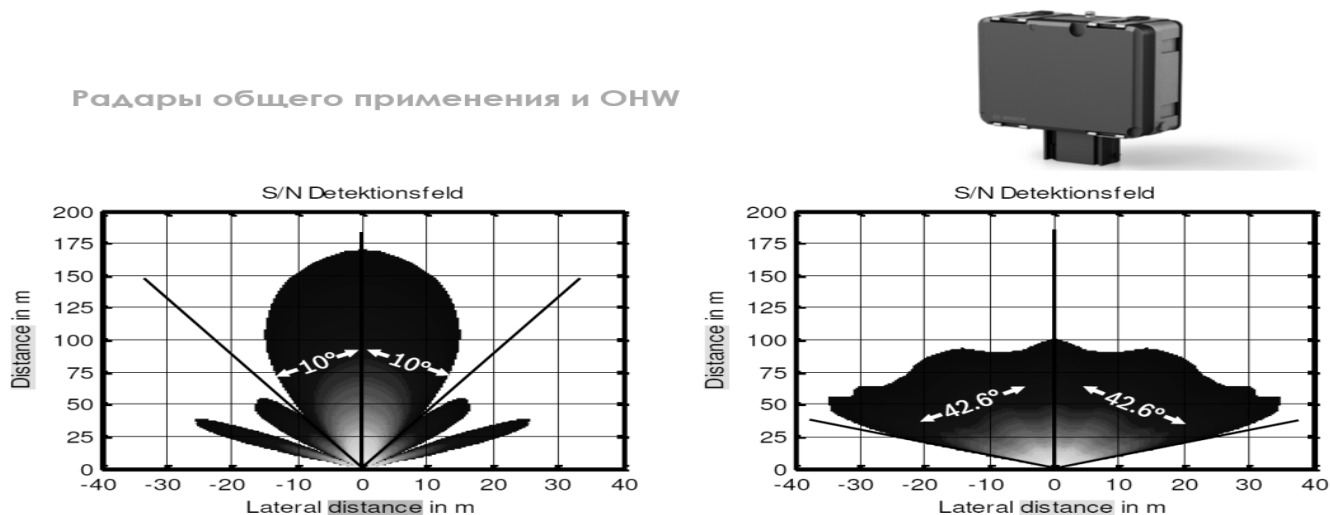 Радары общего применения и OHW
S/N Detektionsfeld
200
175
150
125
100
75
50
25
0
Distance in m
10°
10°
-40 -30 -20 -10 0 10 20 30 40
Lateral distance in m
S/N Detektionsfeld
200
175
150
125
100
75
50
25
0
Distance in m
42.6°
42.6°
-40 -30 -20 -10 0 10 20 30 40
Lateral distance in m